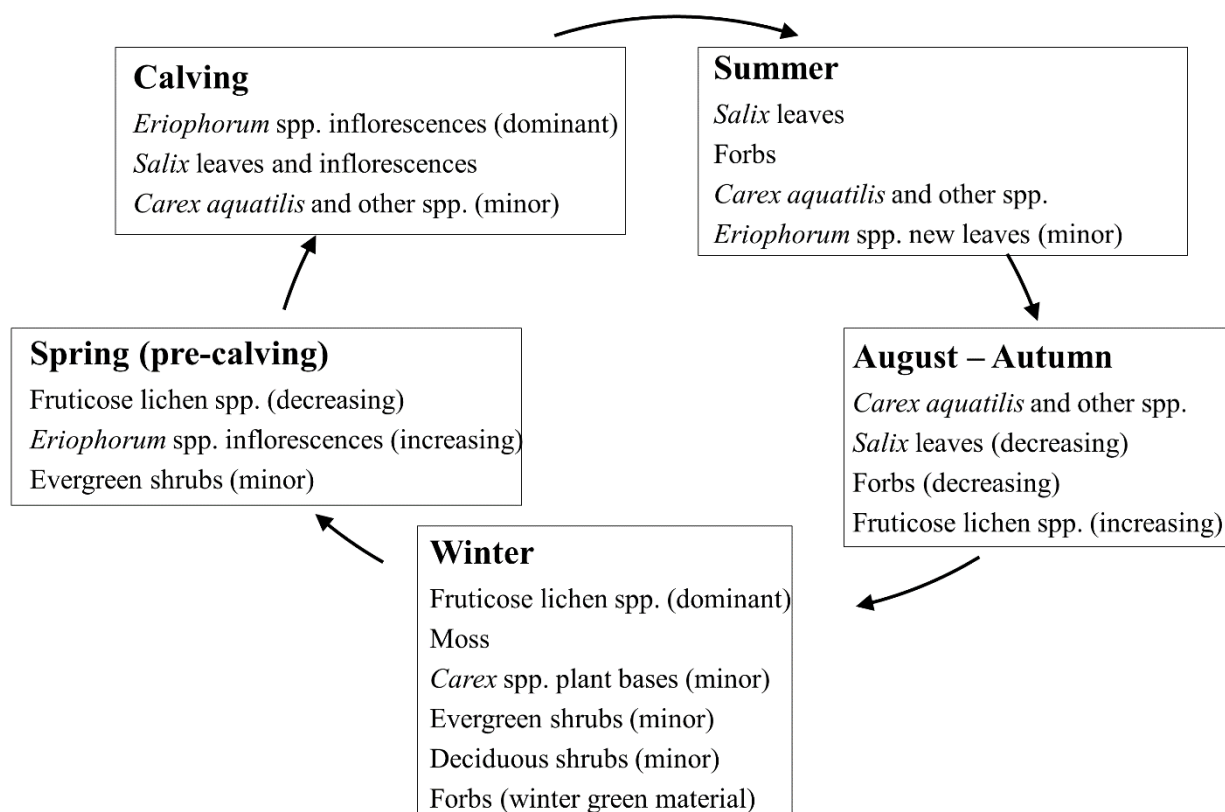 Calving
Eriophorum spp. inflorescences (dominant)
Salix leaves and inflorescences
Carex aquatilis and other spp. (minor)
Summer
Salix leaves
Forbs
Carex aquatilis and other spp.
Eriophorum spp. new leaves (minor)
August – Autumn
Carex aquatilis and other spp.
Salix leaves (decreasing)
Forbs (decreasing)
Fruticose lichen spp. (increasing)
Winter
Fruticose lichen spp. (dominant)
Moss
Carex spp. plant bases (minor)
Evergreen shrubs (minor)
Deciduous shrubs (minor)
Forbs (winter green material)
Spring (pre-calving)
Fruticose lichen spp. (decreasing)
Eriophorum spp. inflorescences (increasing)
Evergreen shrubs (minor)